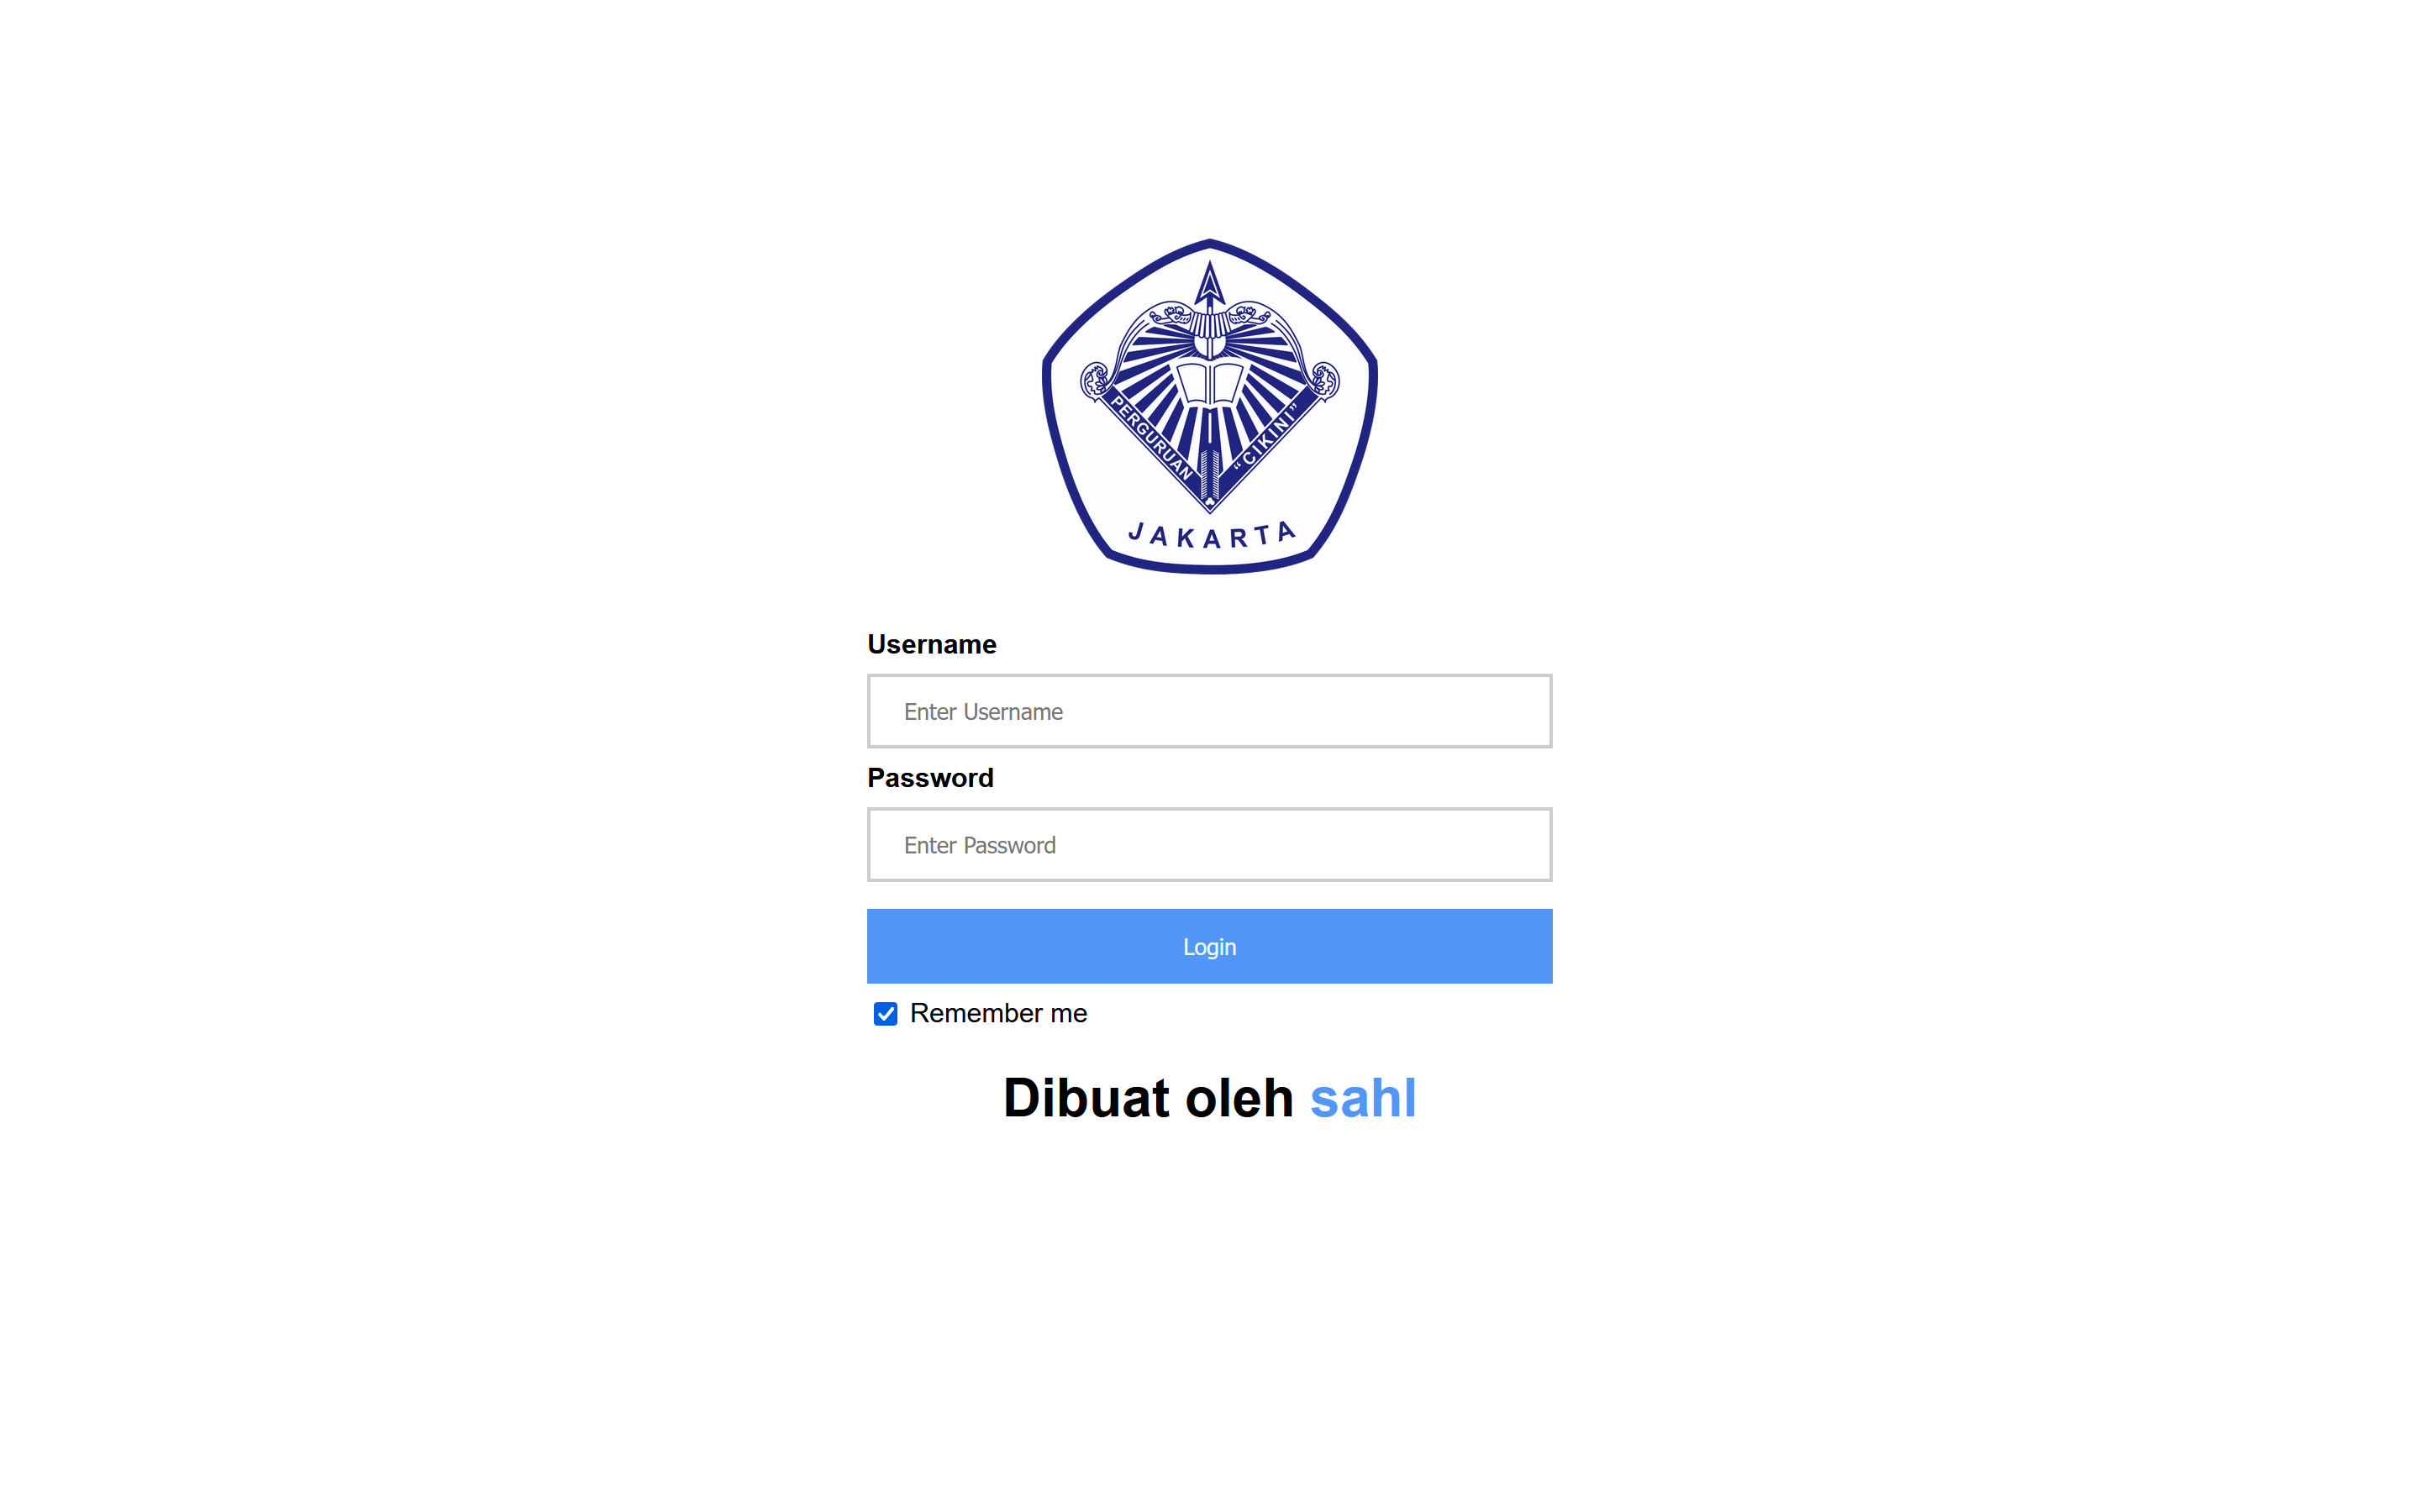 PERGURUAN "CIKINI"
JAKARTA
Username
Enter Username
Password
Enter Password
Login
Remember me
Dibuat oleh sahl